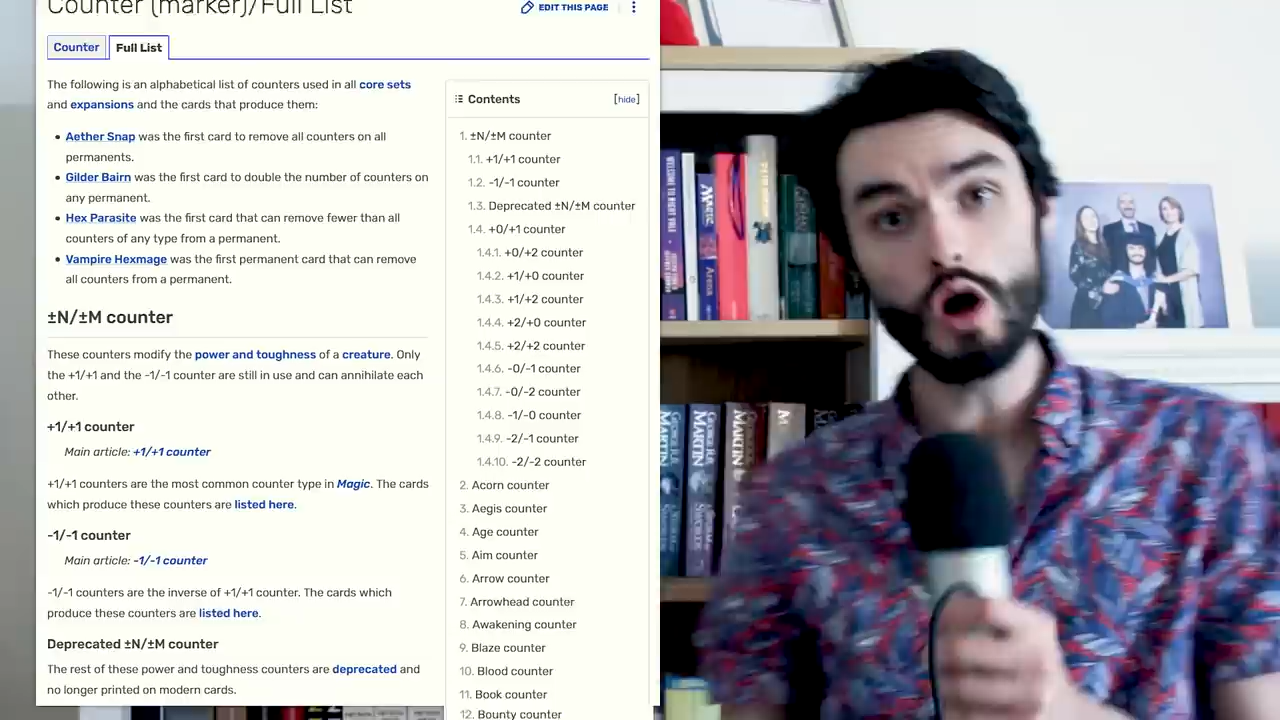 Counter (marker)/Full List
EDIT THIS PAGE
Counter
Full List
The following is an alphabetical list of counters used in all core sets
and expansions and the cards that produce them:
• Aether Snap was the first card to remove all counters on all
permanents.
• Gilder Bairn was the first card to double the number of counters on
any permanent.
• Hex Parasite was the first card that can remove fewer than all
counters of any type from a permanent.
• Vampire Hexmage was the first permanent card that can remove
all counters from a permanent.
±N/±M counter
These counters modify the power and toughness of a creature. Only
the +1/+1 and the -1/-1 counter are still in use and can annihilate each
other.
+1/+1 counter
Main article: +1/+1 counter
+1/+1 counters are the most common counter type in Magic. The cards
which produce these counters are listed here.
-1/-1 counter
Main article: -1/-1 counter
-1/-1 counters are the inverse of +1/+1 counter. The cards which
produce these counters are listed here.
Deprecated ±N/±M counter
The rest of these power and toughness counters are deprecated and
no longer printed on modern cards.
Contents
[hide]
1. ±N/±M counter
1.1. +1/+1 counter
1.2. -1/-1 counter
1.3. Deprecated ±N/±M counter
1.4. +0/+1 counter
1.4.1. +0/+2 counter
1.4.2. +1/+0 counter
1.4.3. +1/+2 counter
1.4.4. +2/+0 counter
1.4.5. +2/+2 counter
1.4.6. -0/-1 counter
1.4.7. -0/-2 counter
1.4.8. -1/-0 counter
1.4.9. -2/-1 counter
1.4.10. -2/-2 counter
2. Acorn counter
3. Aegis counter
4. Age counter
5. Aim counter
6. Arrow counter
7. Arrowhead counter
8. Awakening counter
9. Blaze counter
10. Blood counter
11. Book counter
12. Bounty counter
WELCOME TO NIGHT VALE
MAGIC
Arena
GEORGE R.R.
MARTIN
GEORGE R.R.
MARTIN
MARTIN